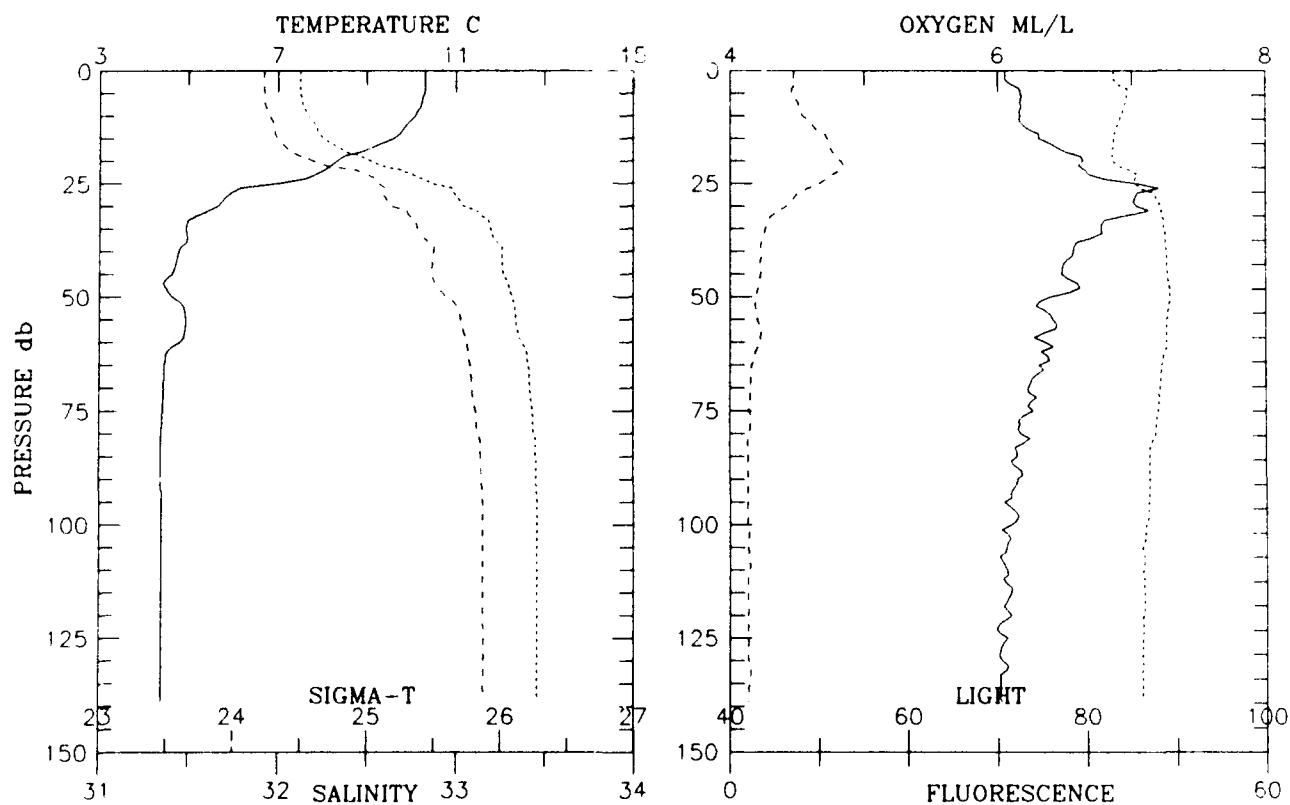 TEMPERATURE C
OXYGEN ML/L
3 7 11 15
4 6 8
0
25
50
75
100
125
150
PRESSURE db
0
25
50
75
100
125
150
SIGMA-T
LIGHT
23 24 25 26 27
40 60 80 100
31 32 33 34
SALINITY
0 60
FLUORESCENCE